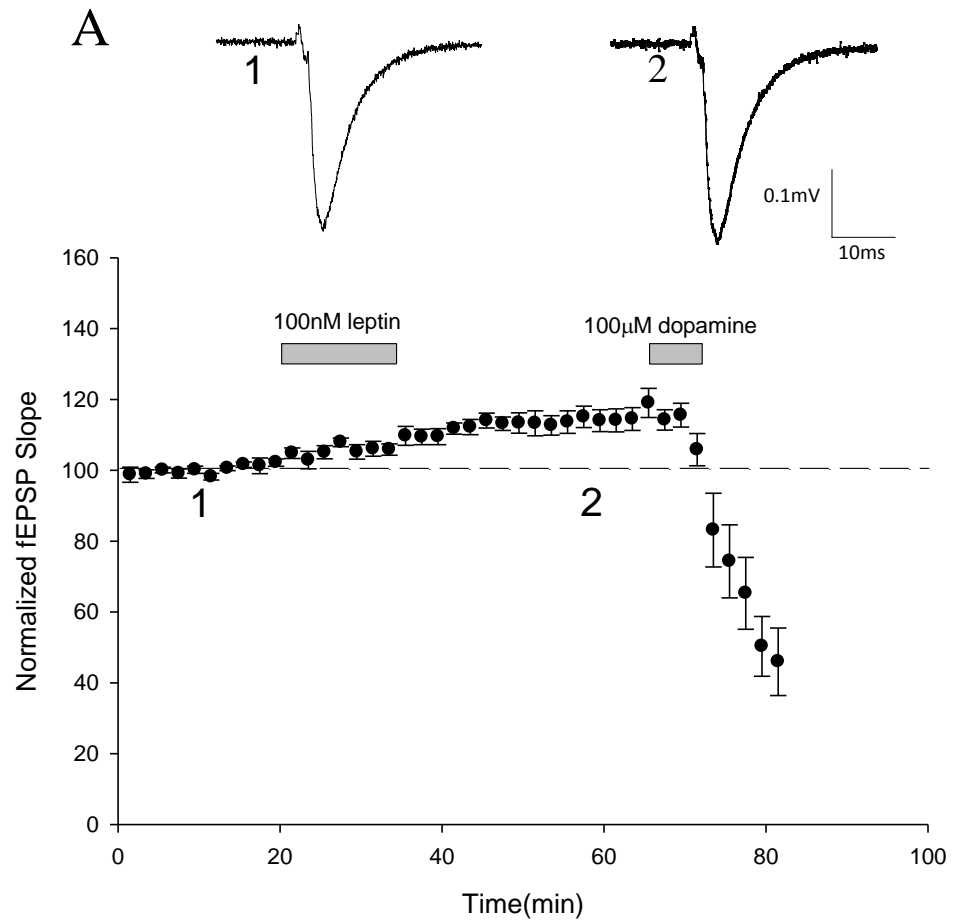 A
1
2
0.1mV
10ms
160
140
120
100
80
60
40
20
0
Normalized fEPSP Slope
100nM leptin
100μM dopamine
1
2
0 20 40 60 80 100
Time(min)